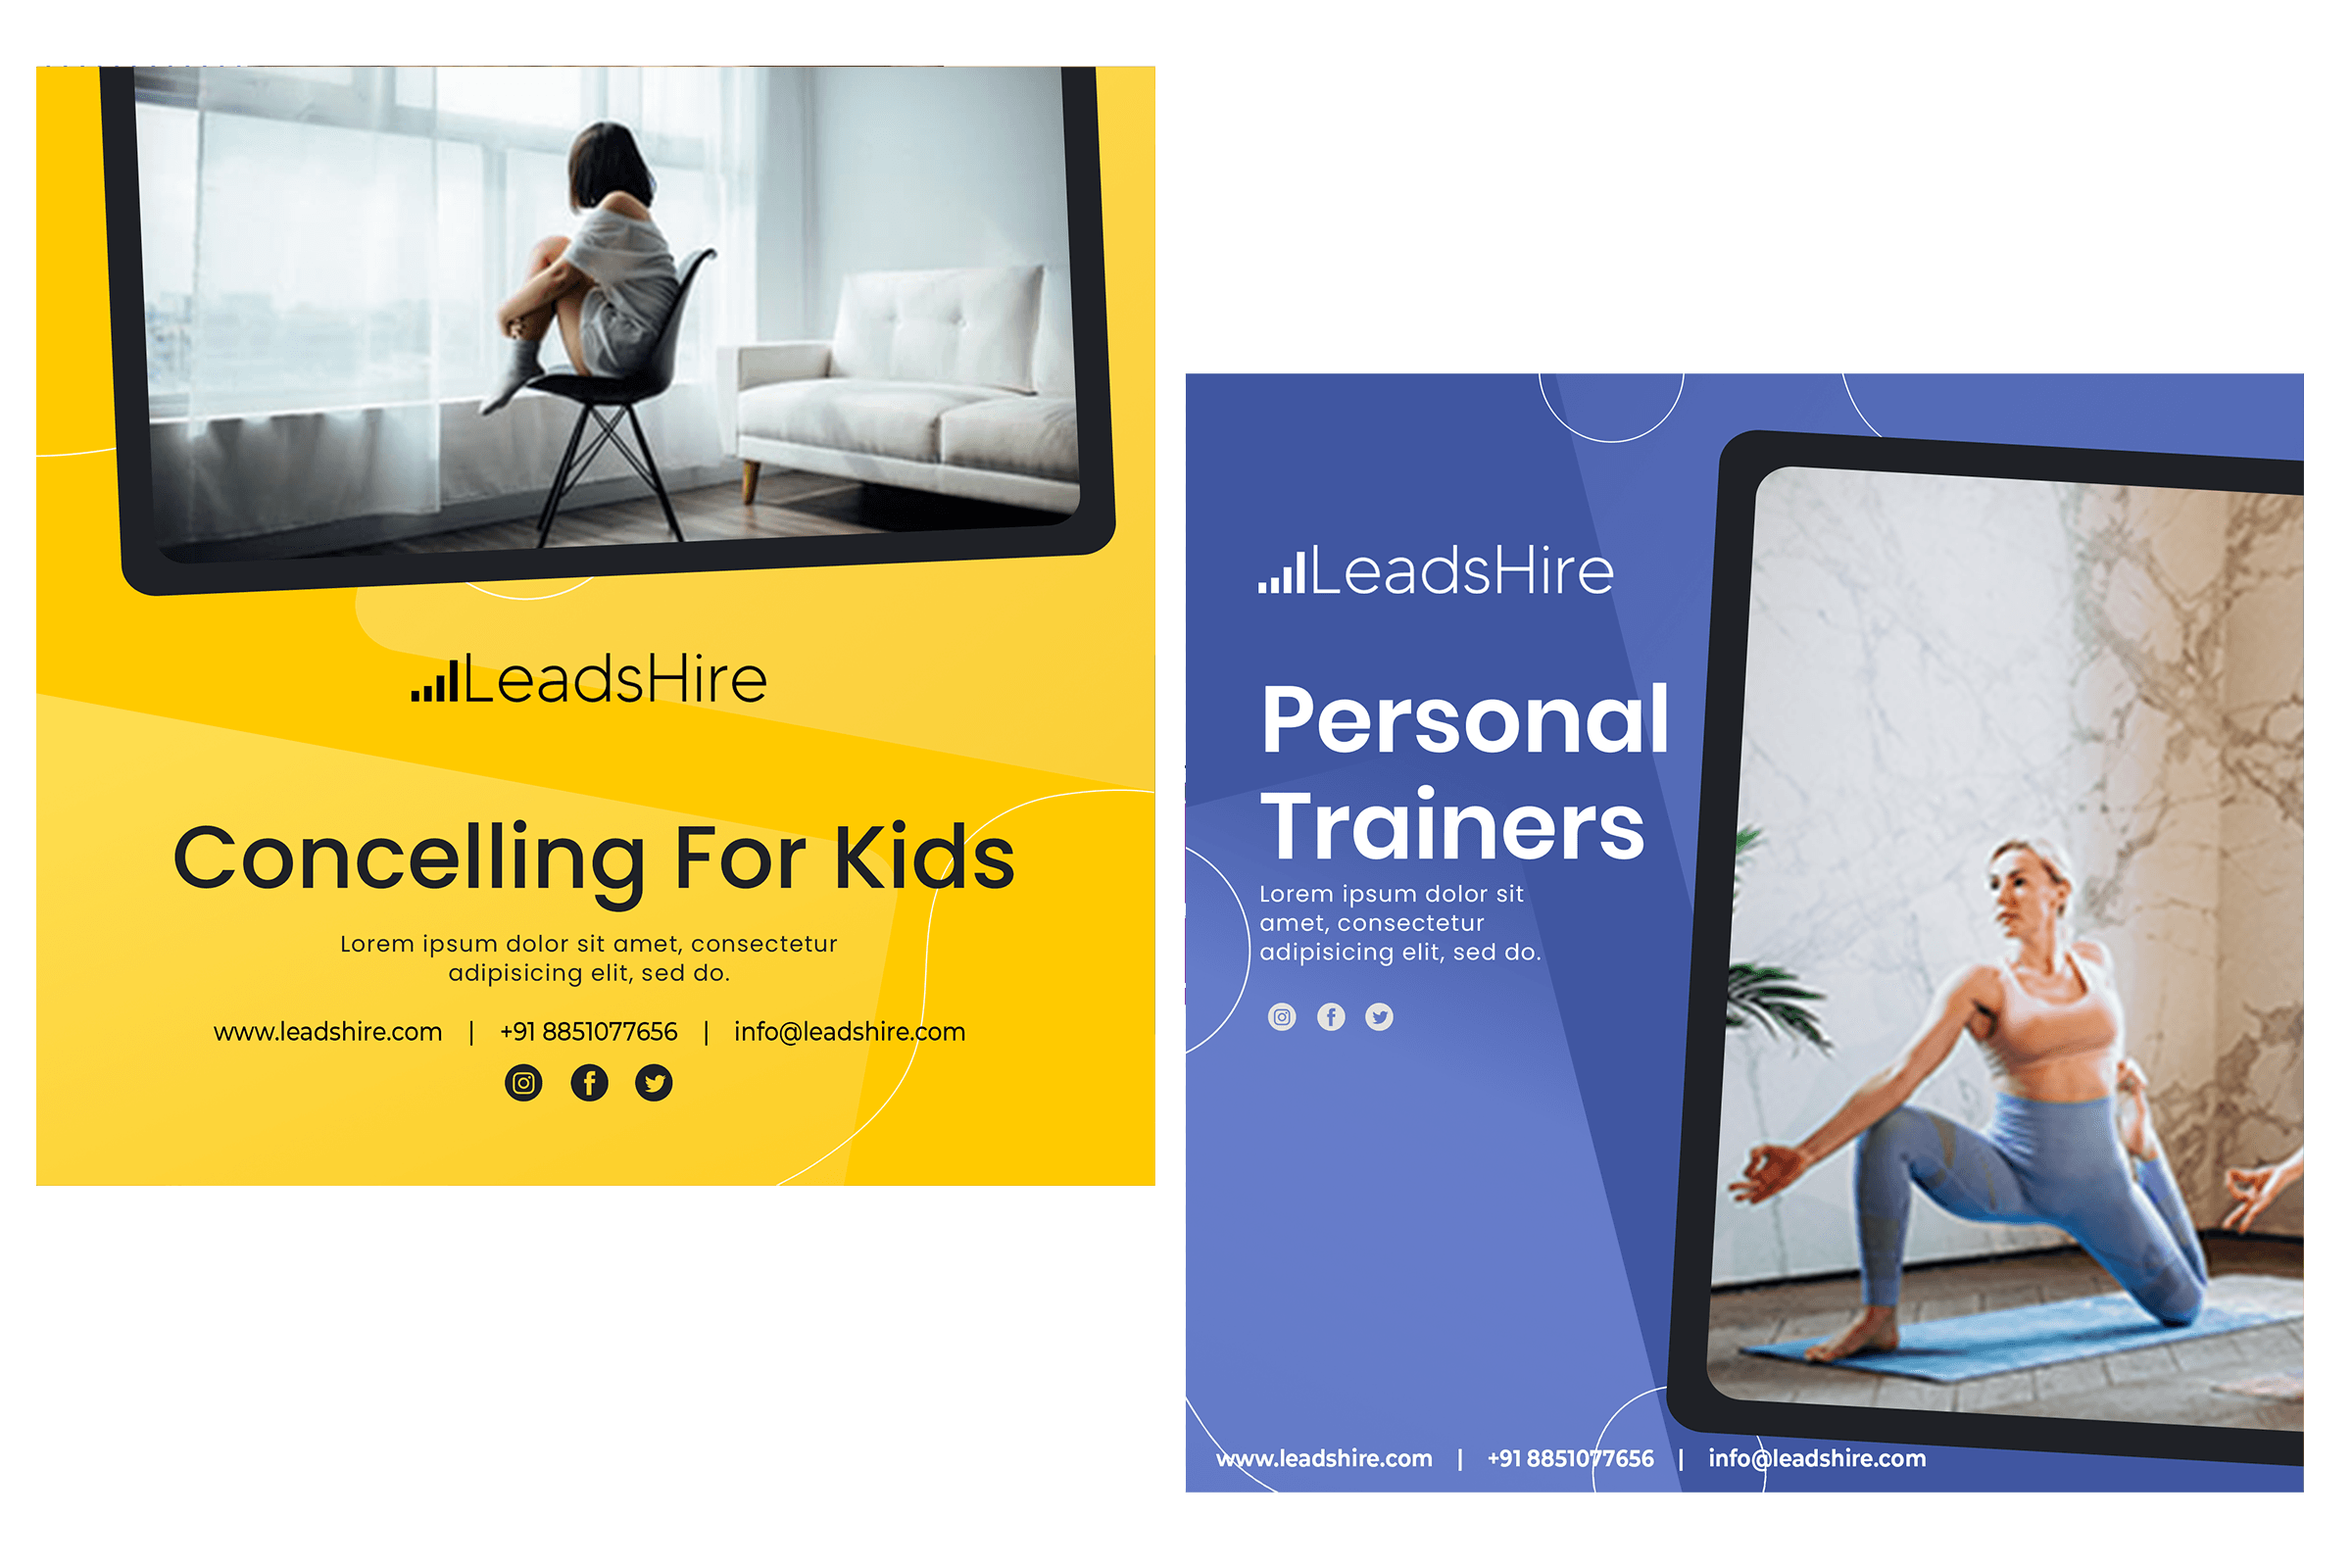 LeadsHire
Concelling For Kids
Lorem ipsum dolor sit amet, consectetur
adipisicing elit, sed do.
www.leadshire.com | +91 8851077656 | info@leadshire.com
LeadsHire
Personal
Trainers
Lorem ipsum dolor sit
amet, consectetur
adipisicing elit, sed do.
www.leadshire.com | +91 8851077656 | info@leadshire.com